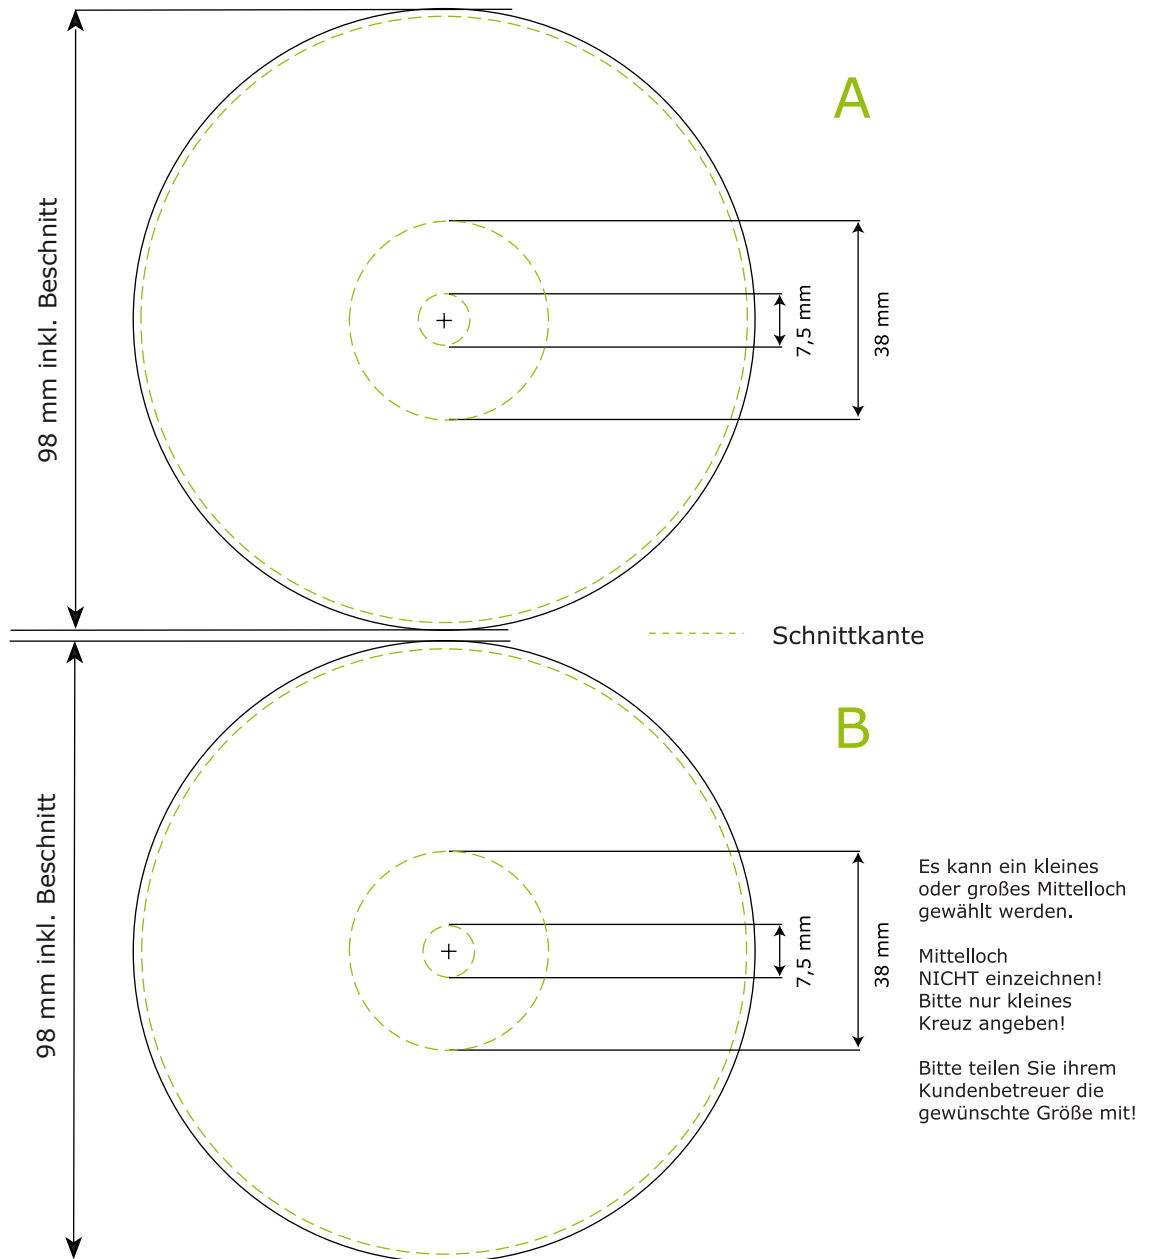 A
98 mm inkl. Beschnitt
7,5 mm
38 mm
Schnittkante
B
98 mm inkl. Beschnitt
7,5 mm
38 mm
Es kann ein kleines
oder großes Mittelloch
gewählt werden.
Mittelloch
NICHT einzeichnen!
Bitte nur kleines
Kreuz angeben!
Bitte teilen Sie ihrem
Kundenbetreuer die
gewünschte Größe mit!